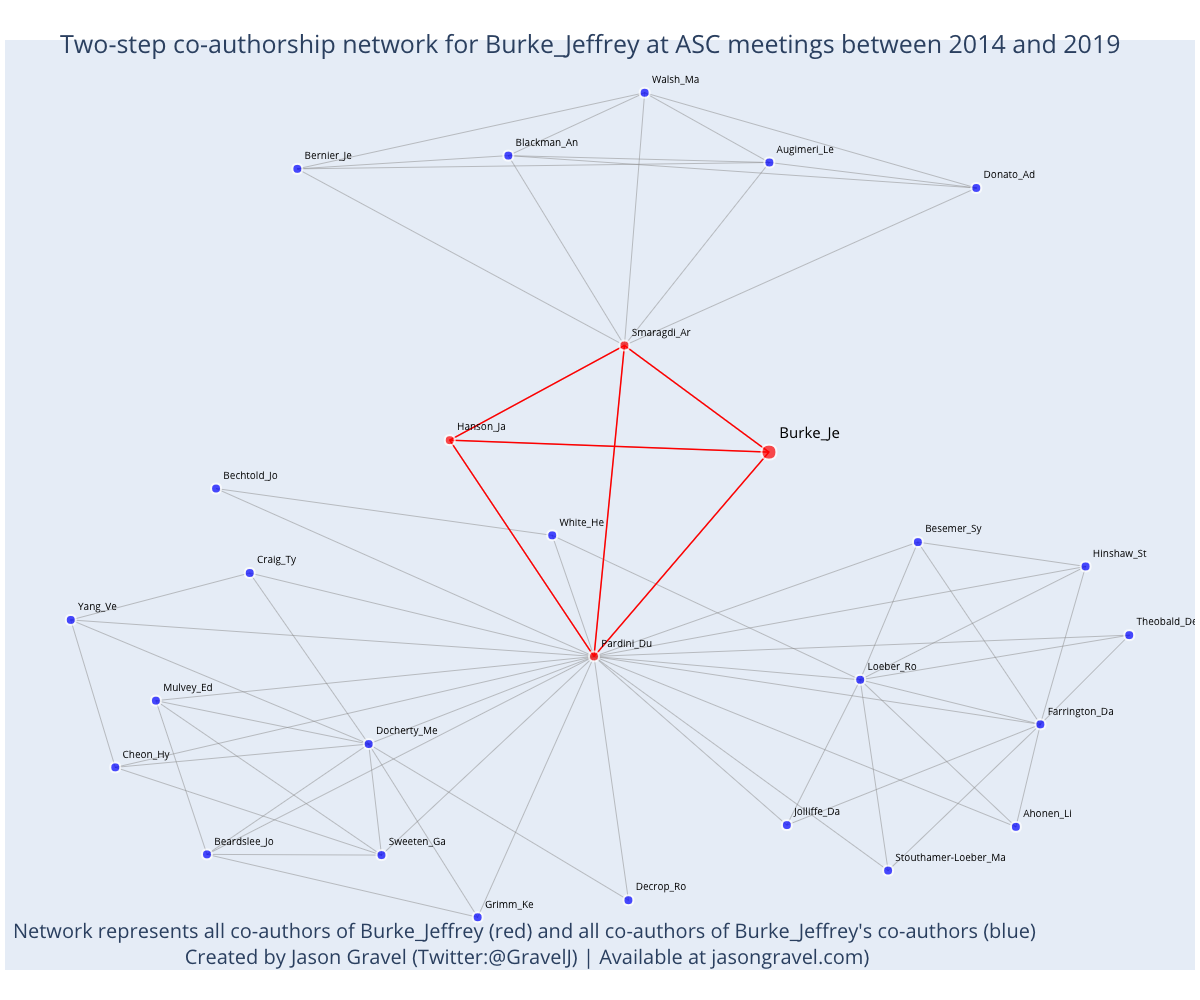 Two-step co-authorship network for Burke_Jeffrey at ASC meetings between 2014 and 2019
Walsh_Ma
Blackman_An
Augimeri_Le
Bernier_Je
Donato_Ad
Smaragdi_Ar
Hanson_Ja
Burke_Je
Bechtold_Jo
White_He
Besemer_Sy
Hinshaw_St
Craig_Ty
Yang_Ve
Theobald_De
Pardini_Du
Loeber_Ro
Mulvey_Ed
Farrington_Da
Docherty_Me
Cheon_Hy
Jolliffe_Da
Ahonen_Li
Beardslee_Jo
Sweeten_Ga
Stouthamer-Loeber_Ma
Decrop_Ro
Grimm_Ke
Network represents all co-authors of Burke_Jeffrey (red) and all co-authors of Burke_Jeffrey's co-authors (blue)
Created by Jason Gravel (Twitter:@GravelJ) | Available at jasongravel.com)